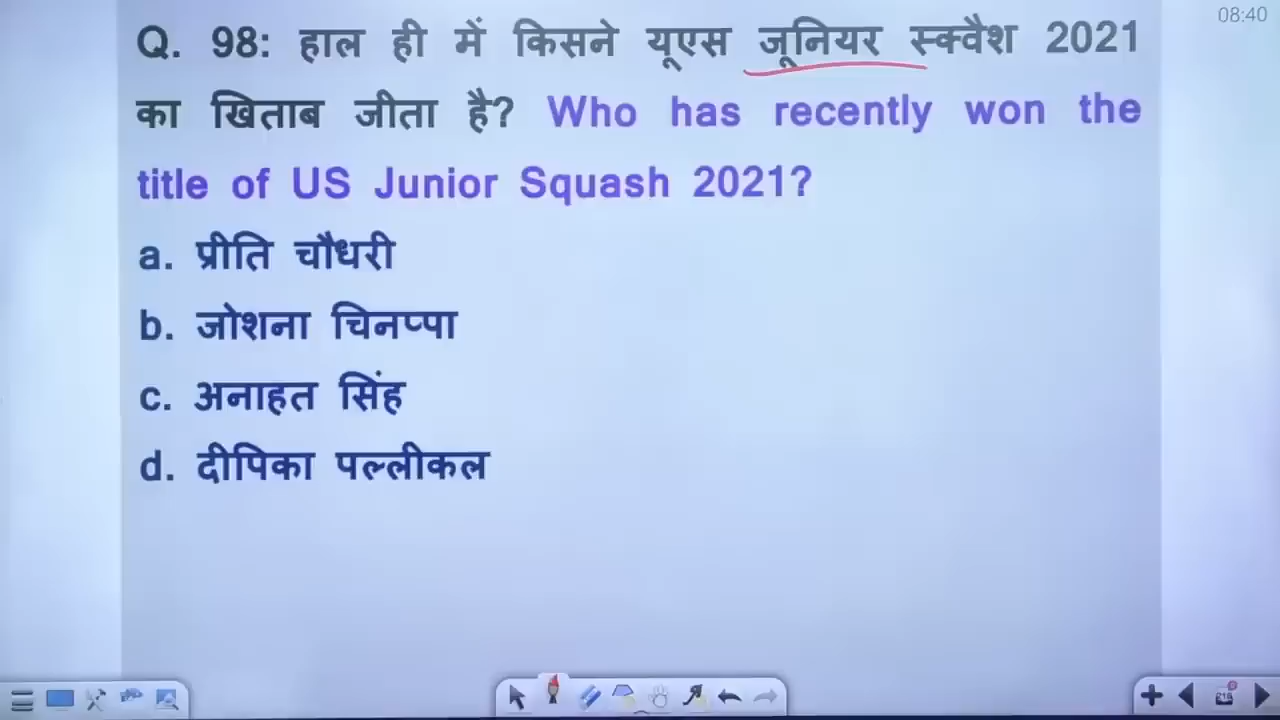 08:40
Q. 98: हाल ही में किसने यूएस जूनियर स्क्वैश 2021
का खिताब जीता है? Who has recently won the
title of US Junior Squash 2021?
a. प्रीति चौधरी
b. जोशना चिनप्पा
c. अनाहत सिंह
d. दीपिका पल्लीकल